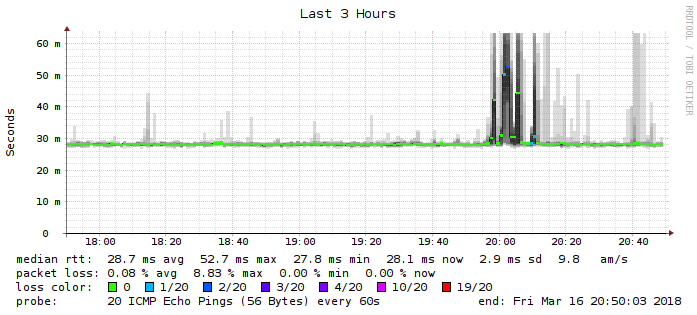 Last 3 Hours
RRDTOOL / TOBI OETIKER
Seconds
60 m
50 m
40 m
30 m
20 m
10 m
0
18:00 18:20 18:40 19:00 19:20 19:40 20:00 20:20 20:40
median rtt: 28.7 ms avg 52.7 ms max 27.8 ms min 28.1 ms now 2.9 ms sd 9.8 am/s
packet loss: 0.08 % avg 8.83 % max 0.00 % min 0.00 % now
loss color: 0 1/20 2/20 3/20 4/20 10/20 19/20
probe: 20 ICMP Echo Pings (56 Bytes) every 60s end: Fri Mar 16 20:50:03 2018